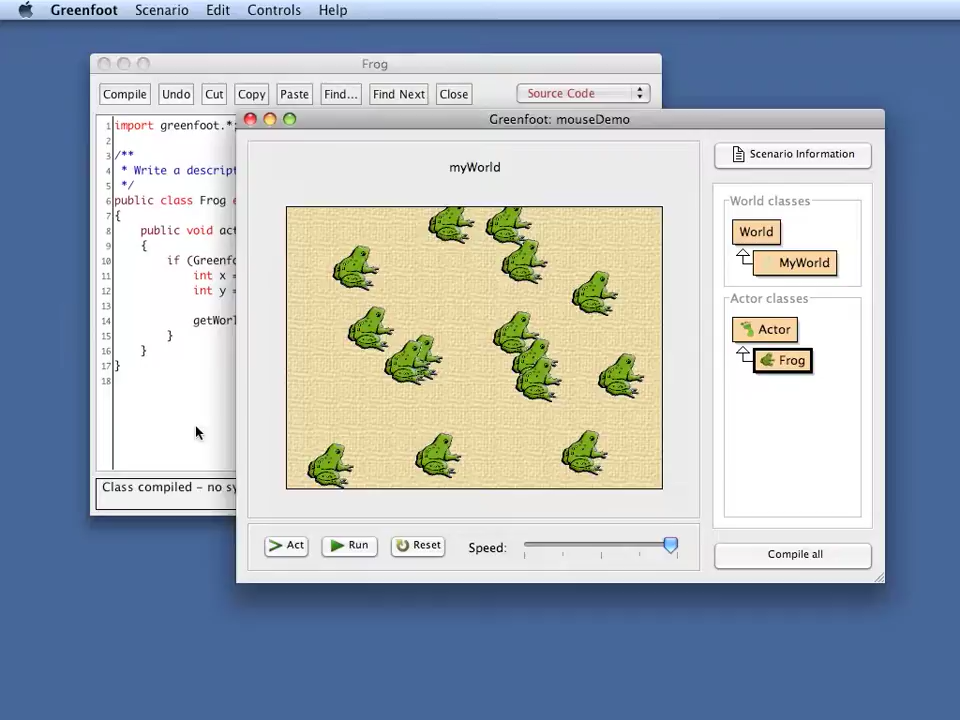 Greenfoot Scenario Edit Controls Help
Frog
Compile Undo Cut Copy Paste Find... Find Next Close Source Code
Greenfoot: mouseDemo
1 import greenfoot.*;
2
3 /**
4 * Write a descript
5 */
6 public class Frog e
7 {
8 public void act
9 {
10 if (Greenfo
11 int x =
12 int y =
13
14 getWorl
15 }
16 }
17 }
18
Class compiled - no sy
myWorld
Scenario Information
World classes
World
MyWorld
Actor classes
Actor
Frog
Act Run Reset Speed:
Compile all